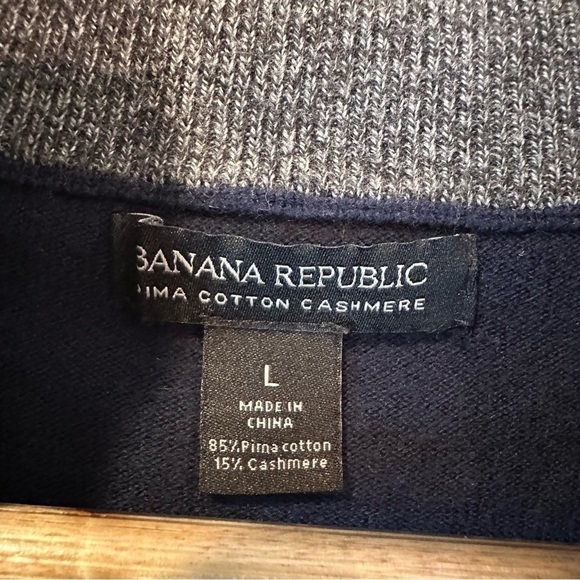 BANANA REPUBLIC
PIMA COTTON CASHMERE
L
MADE IN
CHINA
85% Pima cotton
15% Cashmere